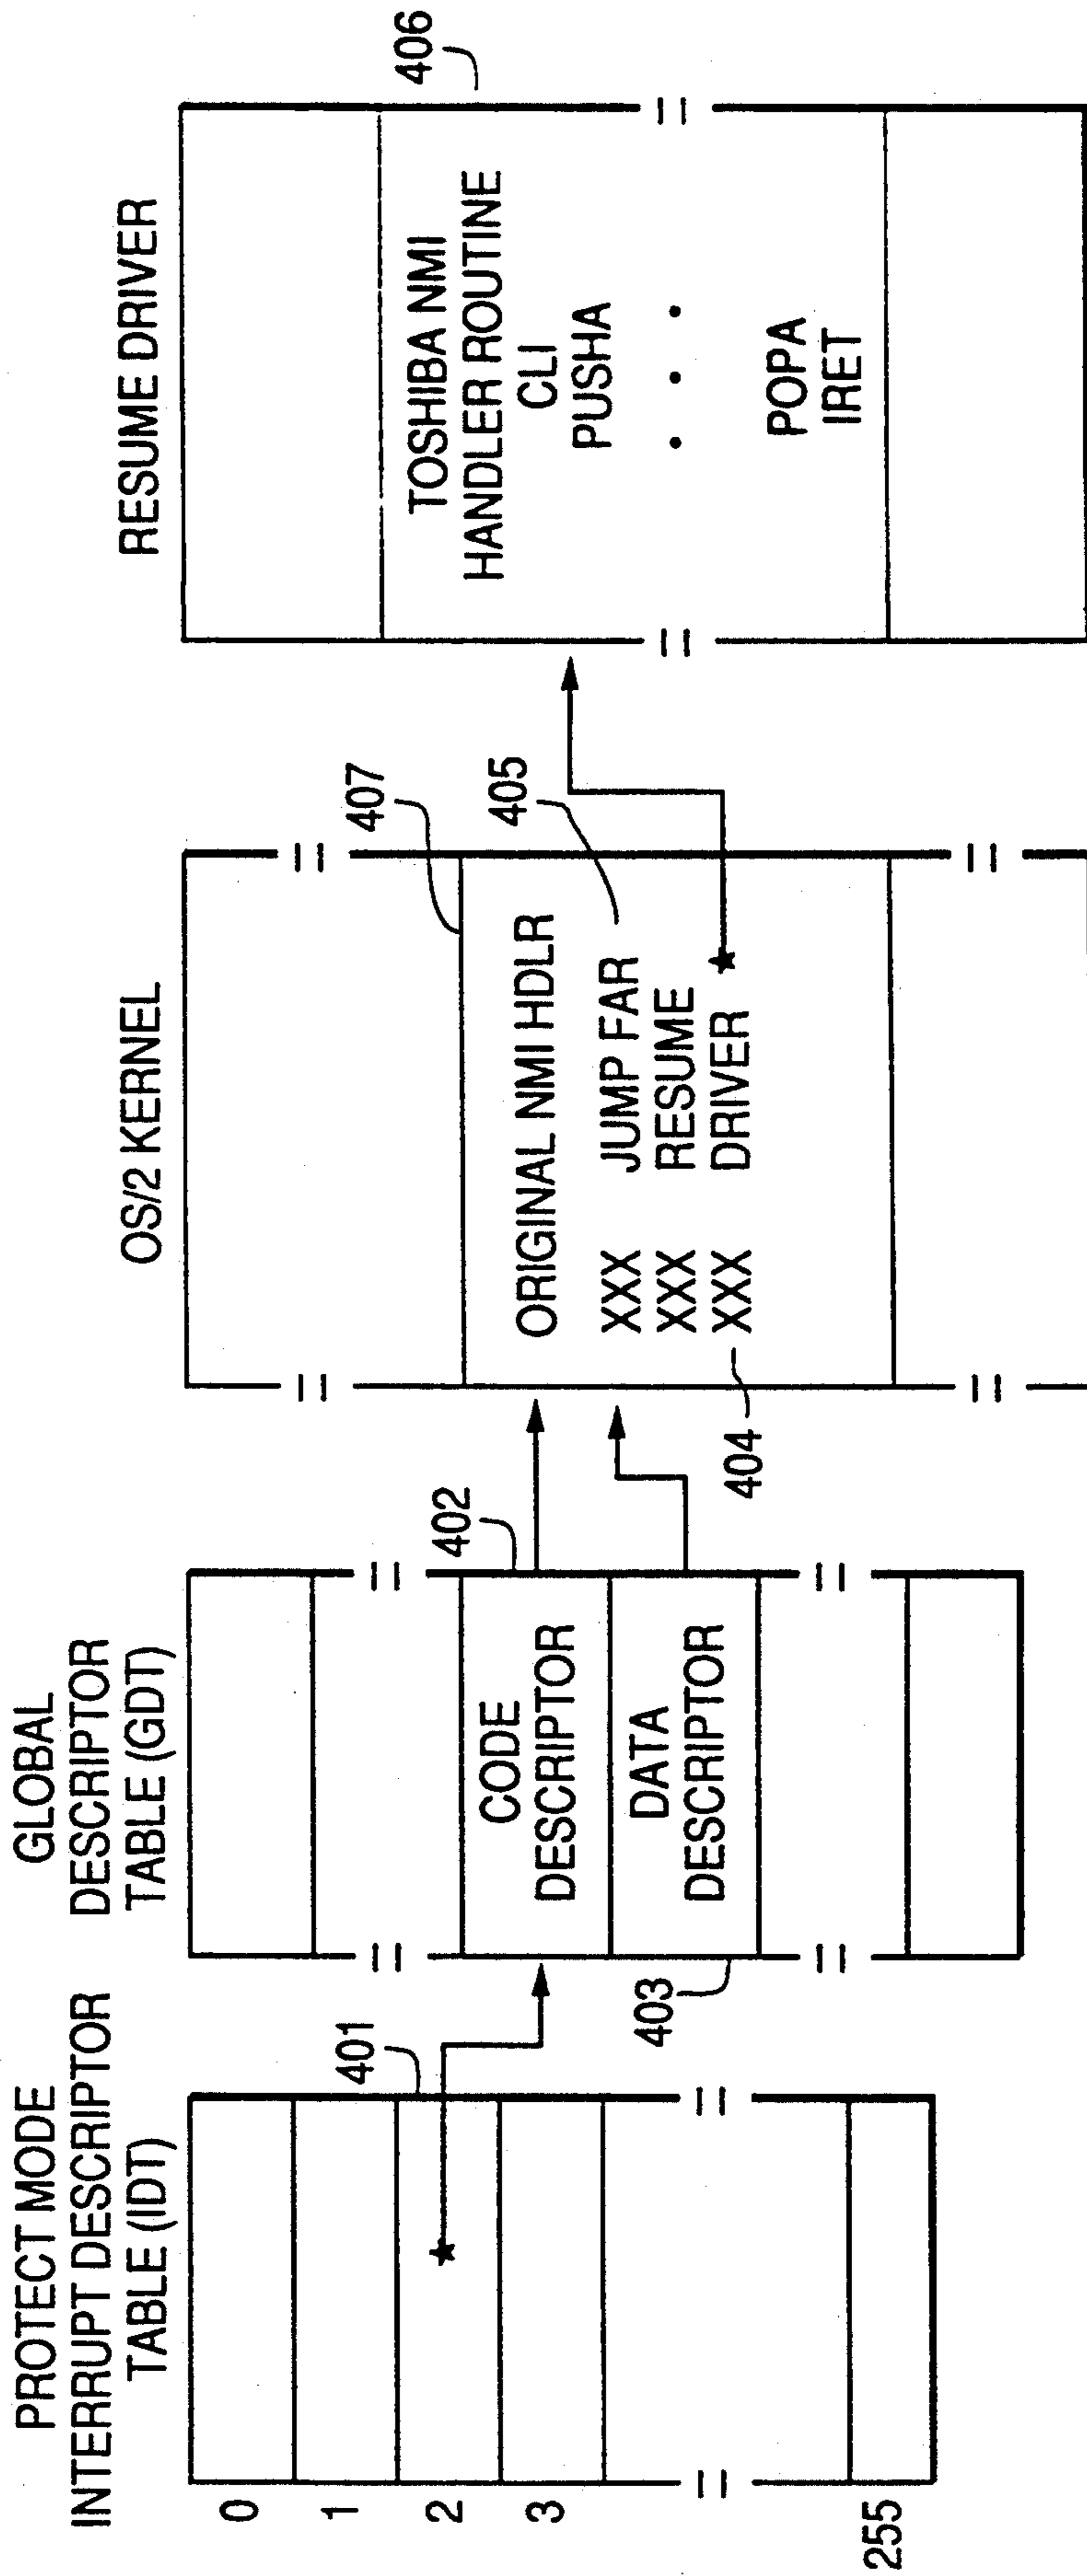 PROTECT MODE
INTERRUPT DESCRIPTOR
TABLE (IDT)
0
1
2
3
255
401
GLOBAL
DESCRIPTOR
TABLE (GDT)
CODE
DESCRIPTOR
DATA
DESCRIPTOR
402
403
OS/2 KERNEL
407
ORIGINAL NMI HDLR
XXX JUMP FAR
XXX RESUME
XXX DRIVER
404
405
RESUME DRIVER
406
TOSHIBA NMI
HANDLER ROUTINE
CLI
PUSHA
POPA
IRET